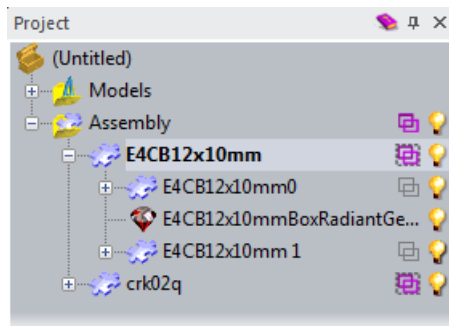 Project
(Untitled)
Models
Assembly
E4CB12x10mm
E4CB12x10mm0
E4CB12x10mmBoxRadiantGe...
E4CB12x10mm 1
crk02q